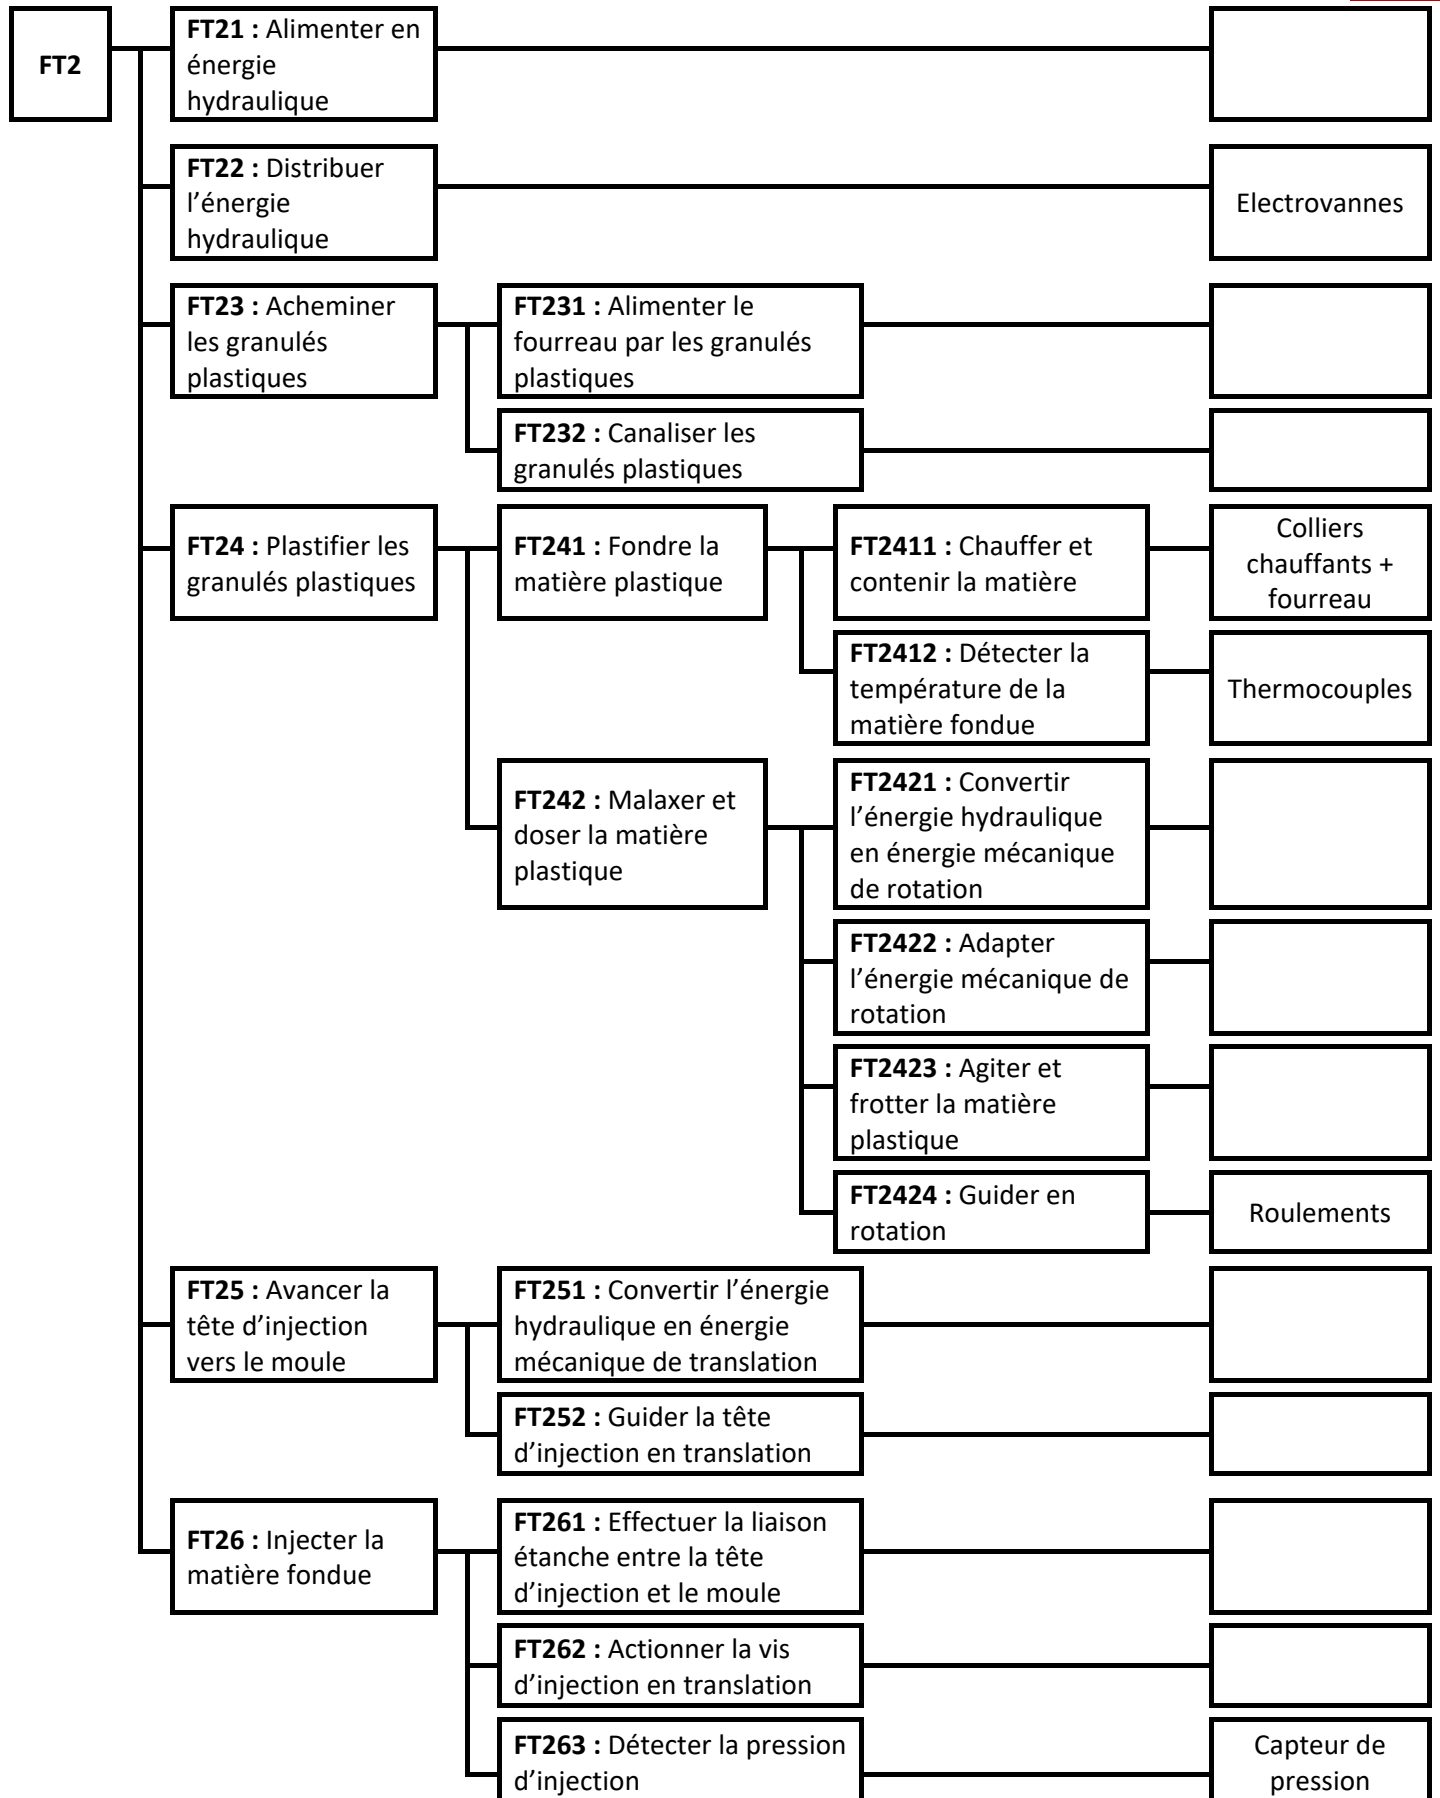 FT2
FT21 : Alimenter en
énergie
hydraulique
FT22 : Distribuer
l’énergie
hydraulique
Electrovannes
FT23 : Acheminer
les granulés
plastiques
FT231 : Alimenter le
fourreau par les granulés
plastiques
FT232 : Canaliser les
granulés plastiques
FT24 : Plastifier les
granulés plastiques
FT241 : Fondre la
matière plastique
FT2411 : Chauffer et
contenir la matière
Colliers
chauffants +
fourreau
FT2412 : Détecter la
température de la
matière fondue
Thermocouples
FT242 : Malaxer et
doser la matière
plastique
FT2421 : Convertir
l’énergie hydraulique
en énergie mécanique
de rotation
FT2422 : Adapter
l’énergie mécanique de
rotation
FT2423 : Agiter et
frotter la matière
plastique
FT2424 : Guider en
rotation
Roulements
FT25 : Avancer la
tête d’injection
vers le moule
FT251 : Convertir l’énergie
hydraulique en énergie
mécanique de translation
FT252 : Guider la tête
d’injection en translation
FT26 : Injecter la
matière fondue
FT261 : Effectuer la liaison
étanche entre la tête
d’injection et le moule
FT262 : Actionner la vis
d’injection en translation
FT263 : Détecter la pression
d’injection
Capteur de
pression